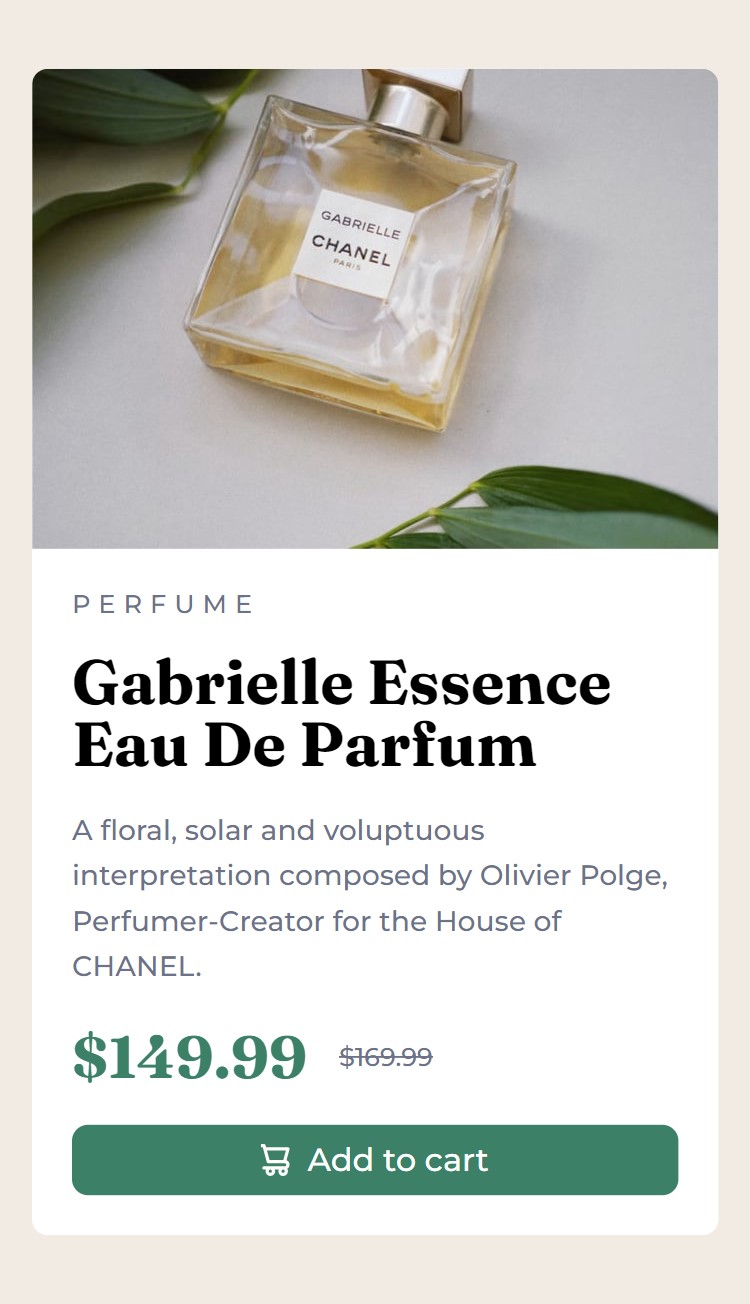 GABRIELLE
CHANEL
PARIS
PERFUME
Gabrielle Essence
Eau De Parfum
A floral, solar and voluptuous
interpretation composed by Olivier Polge,
Perfumer-Creator for the House of
CHANEL.
$149.99 $169.99
Add to cart